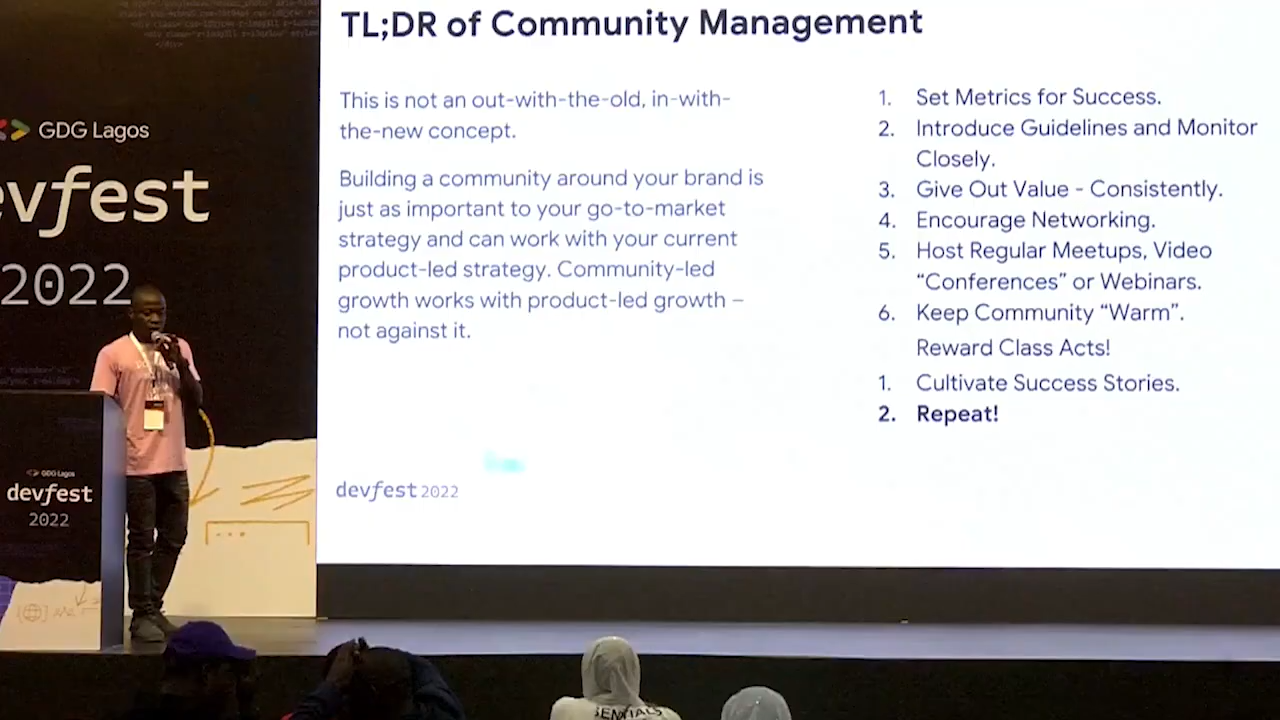 TL;DR of Community Management
This is not an out-with-the-old, in-with-
the-new concept.
Building a community around your brand is
just as important to your go-to-market
strategy and can work with your current
product-led strategy. Community-led
growth works with product-led growth –
not against it.
1. Set Metrics for Success.
2. Introduce Guidelines and Monitor
Closely.
3. Give Out Value - Consistently.
4. Encourage Networking.
5. Host Regular Meetups, Video
“Conferences” or Webinars.
6. Keep Community “Warm”.
Reward Class Acts!
1. Cultivate Success Stories.
2. Repeat!
devfest 2022
GDG Lagos
evfest
2022
GDG Lagos
devfest
2022
SENTIALS